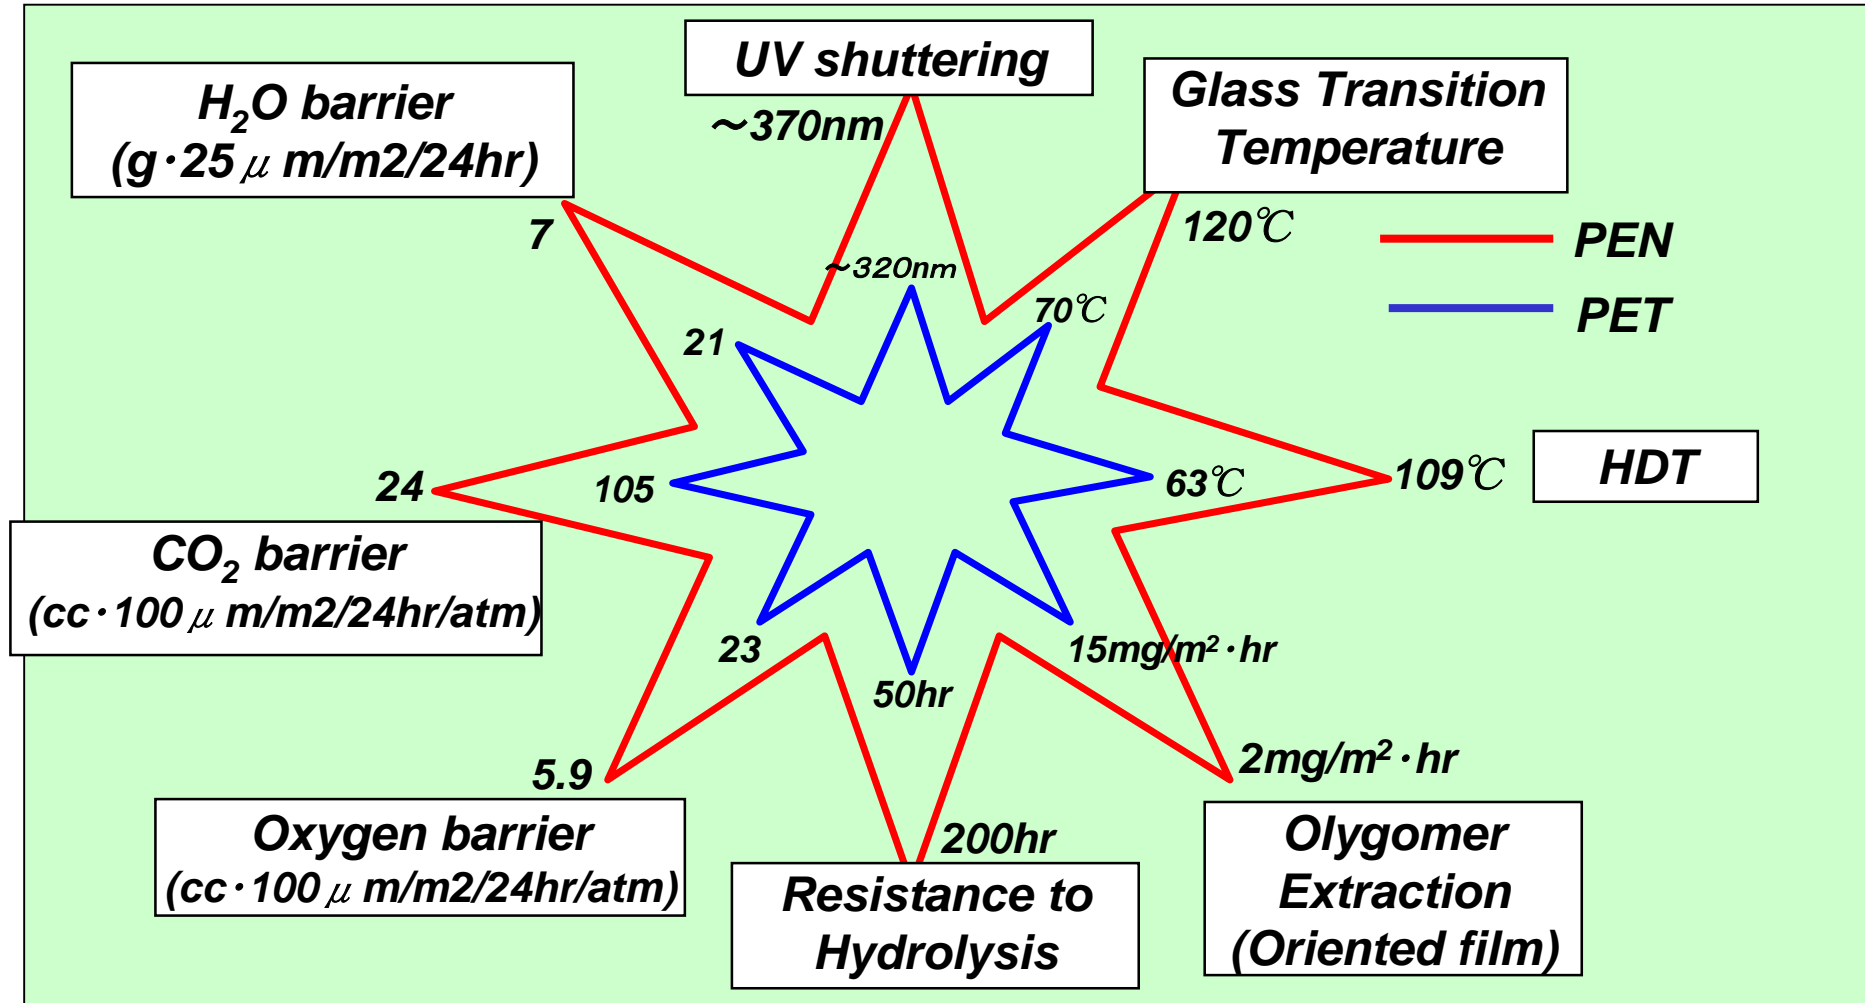 UV shuttering
~370nm
Glass Transition
Temperature
120℃
H₂O barrier
(g・25μm/m2/24hr)
7
PEN
PET
~320nm
70℃
21
63℃
109℃
HDT
24
105
CO₂ barrier
(cc・100μm/m2/24hr/atm)
23
50hr
15mg/m²・hr
5.9
2mg/m²・hr
Oxygen barrier
(cc・100μm/m2/24hr/atm)
200hr
Resistance to
Hydrolysis
Olygomer
Extraction
(Oriented film)